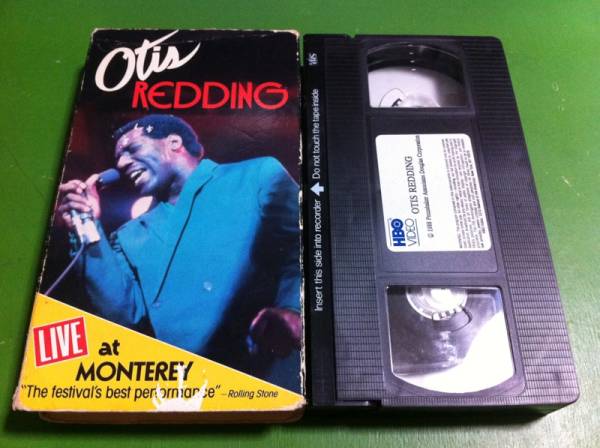 Otis
REDDING
LIVE
at
MONTEREY
"The festival's best performance" – Rolling Stone
VHS
Insert this side into recorder Do not touch the tape inside
HBO
VIDEO
OTIS REDDING